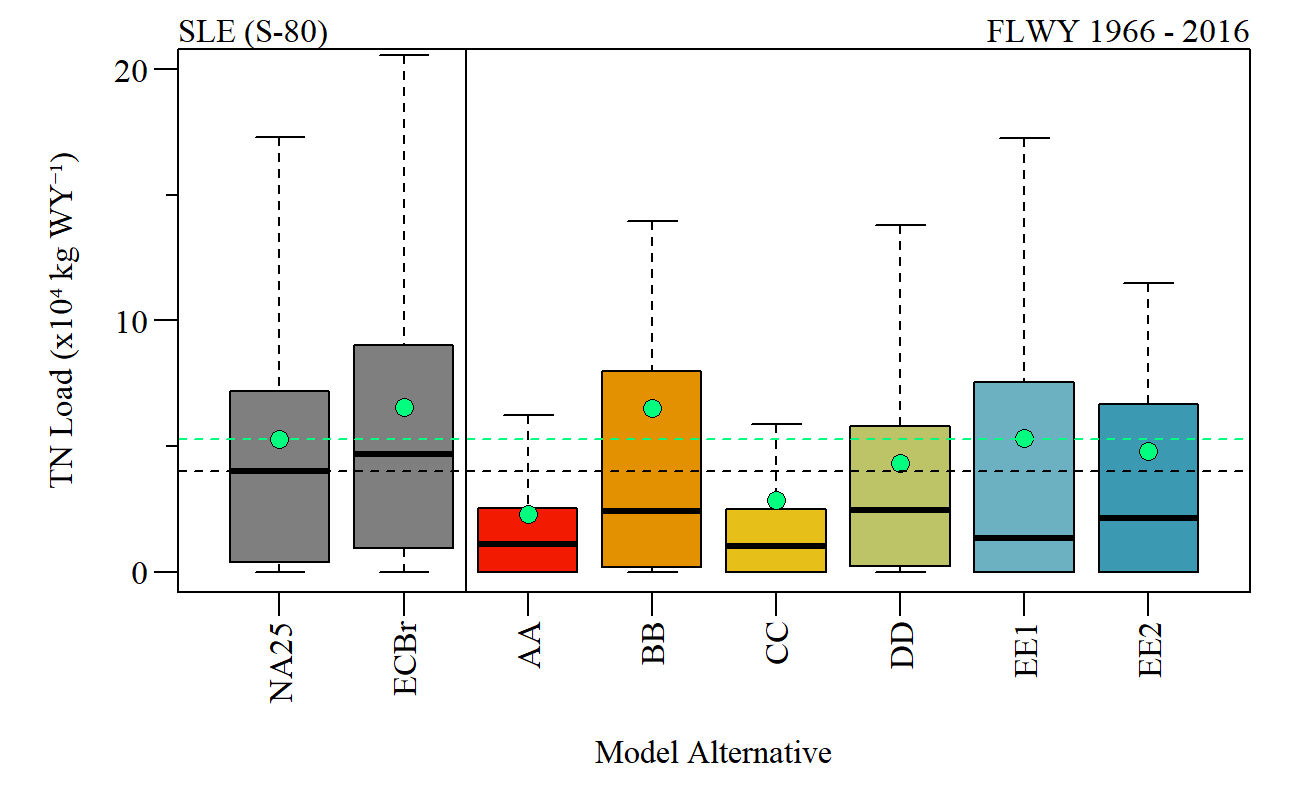 SLE (S-80)
FLWY 1966 - 2016
20
10
0
TN Load (x10⁴ kg WY⁻¹)
NA25
ECBr
AA
BB
CC
DD
EE1
EE2
Model Alternative